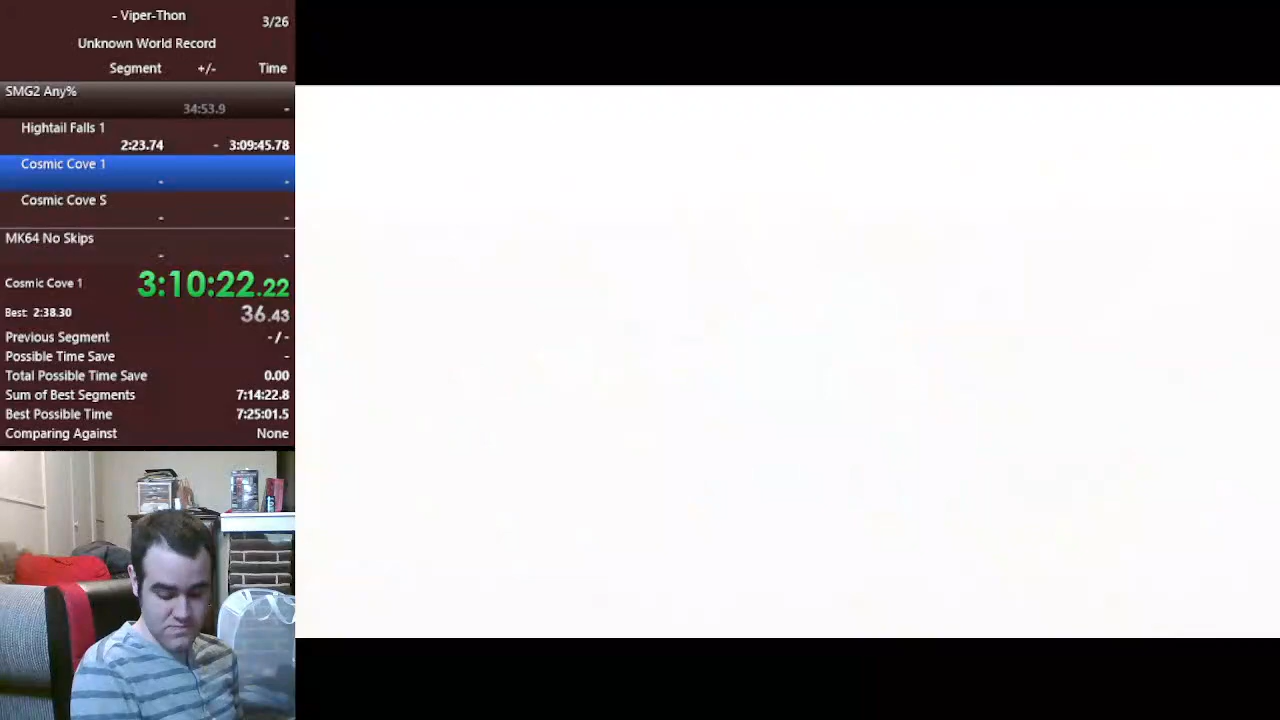 - Viper-Thon
3/26
Unknown World Record
Segment +/- Time
SMG2 Any%
34:53.9 -
Hightail Falls 1
2:23.74 - 3:09:45.78
Cosmic Cove 1
- -
Cosmic Cove S
- -
MK64 No Skips
- -
Cosmic Cove 1 3:10:22.22
Best: 2:38.30 36.43
Previous Segment - / -
Possible Time Save -
Total Possible Time Save 0.00
Sum of Best Segments 7:14:22.8
Best Possible Time 7:25:01.5
Comparing Against None